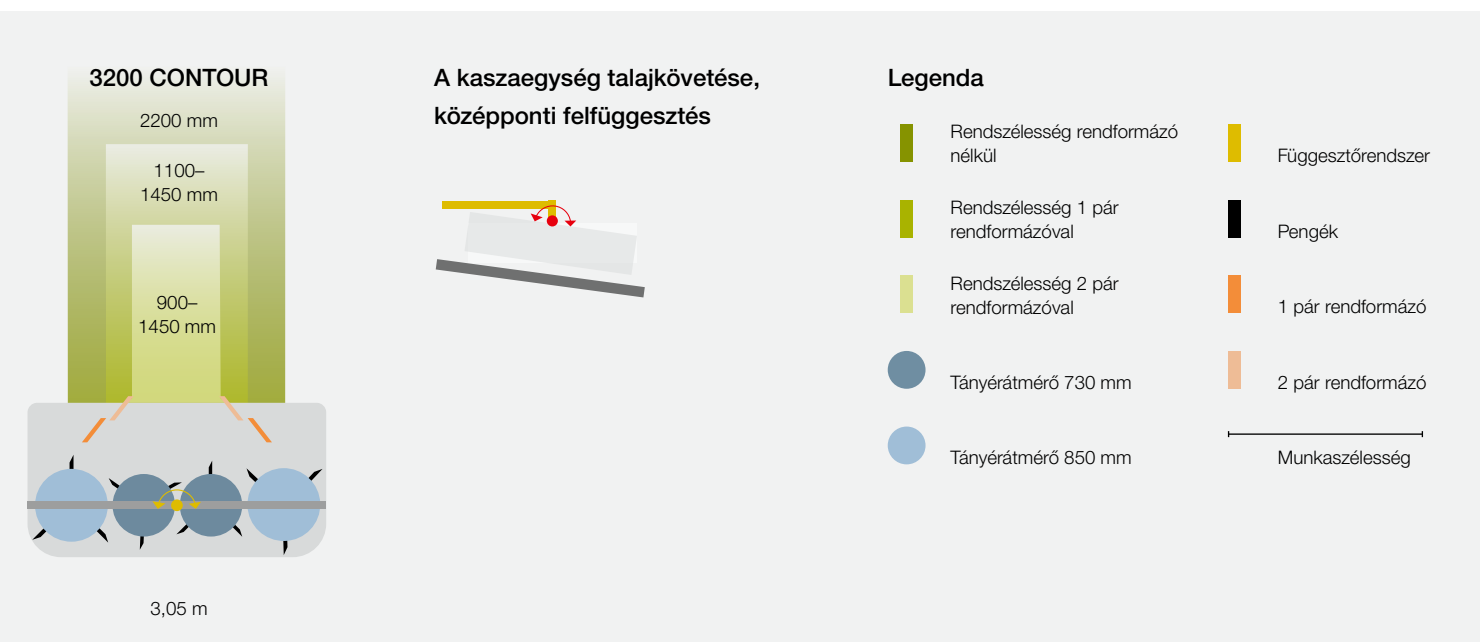 3200 CONTOUR
2200 mm
1100–
1450 mm
900–
1450 mm
3,05 m
A kaszaegység talajkövetése,
középponti felfüggesztés
Legenda
Rendszélesség rendformázó
nélkül
Rendszélesség 1 pár
rendformázóval
Rendszélesség 2 pár
rendformázóval
Tányérátmérő 730 mm
Tányérátmérő 850 mm
Függesztőrendszer
Pengék
1 pár rendformázó
2 pár rendformázó
Munkaszélesség